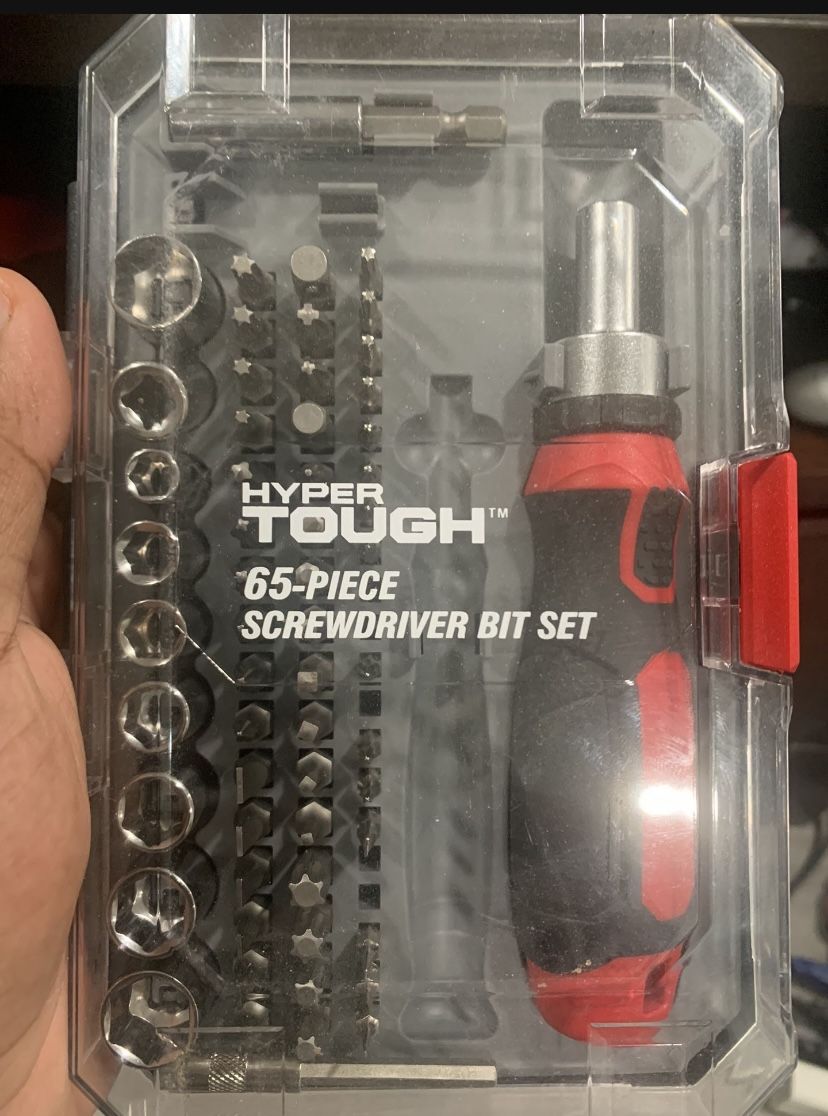 HYPER
TOUGH™
65-PIECE
SCREWDRIVER BIT SET